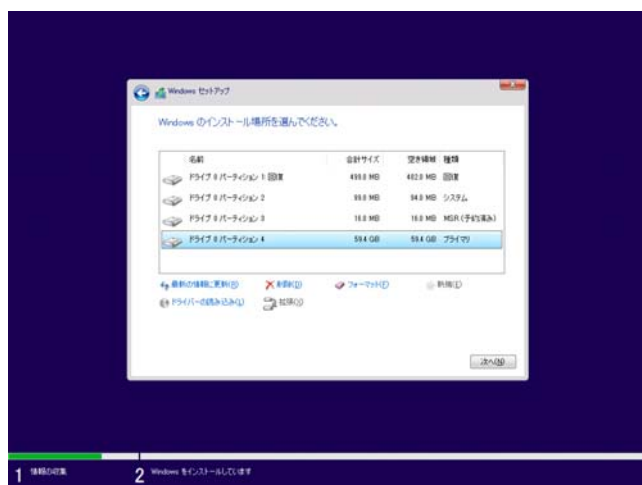 Windows セットアップ
Windows のインストール場所を選んでください。
名前 合計サイズ 空き領域 種類
ドライブ 0 パーティション 1: 回復 499.0 MB 482.0 MB 回復
ドライブ 0 パーティション 2 99.0 MB 94.0 MB システム
ドライブ 0 パーティション 3 16.0 MB 16.0 MB MSR (予約済み)
ドライブ 0 パーティション 4 59.4 GB 59.4 GB プライマリ
最新の情報に更新(R) 削除(D) フォーマット(F) 新規(E)
ドライバーの読み込み(L) 拡張(X)
次へ(N)
1 情報の収集 2 Windows をインストールしています